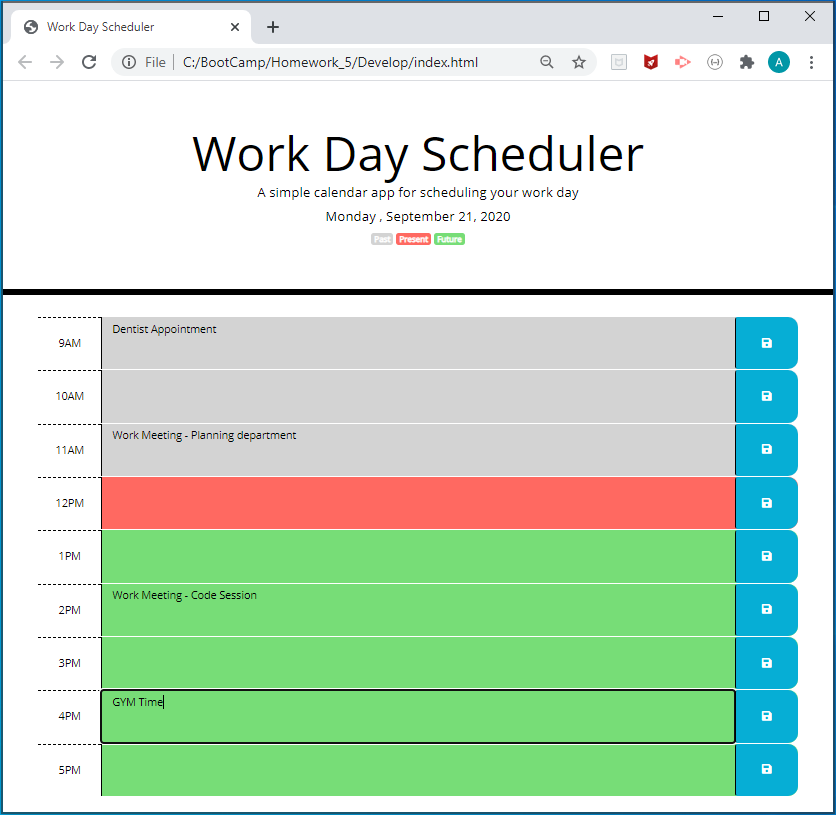 Work Day Scheduler
File | C:/BootCamp/Homework_5/Develop/index.html
A
Work Day Scheduler
A simple calendar app for scheduling your work day
Monday , September 21, 2020
Past Present Future
9AM Dentist Appointment
10AM
11AM Work Meeting - Planning department
12PM
1PM
2PM Work Meeting - Code Session
3PM
4PM GYM Time
5PM